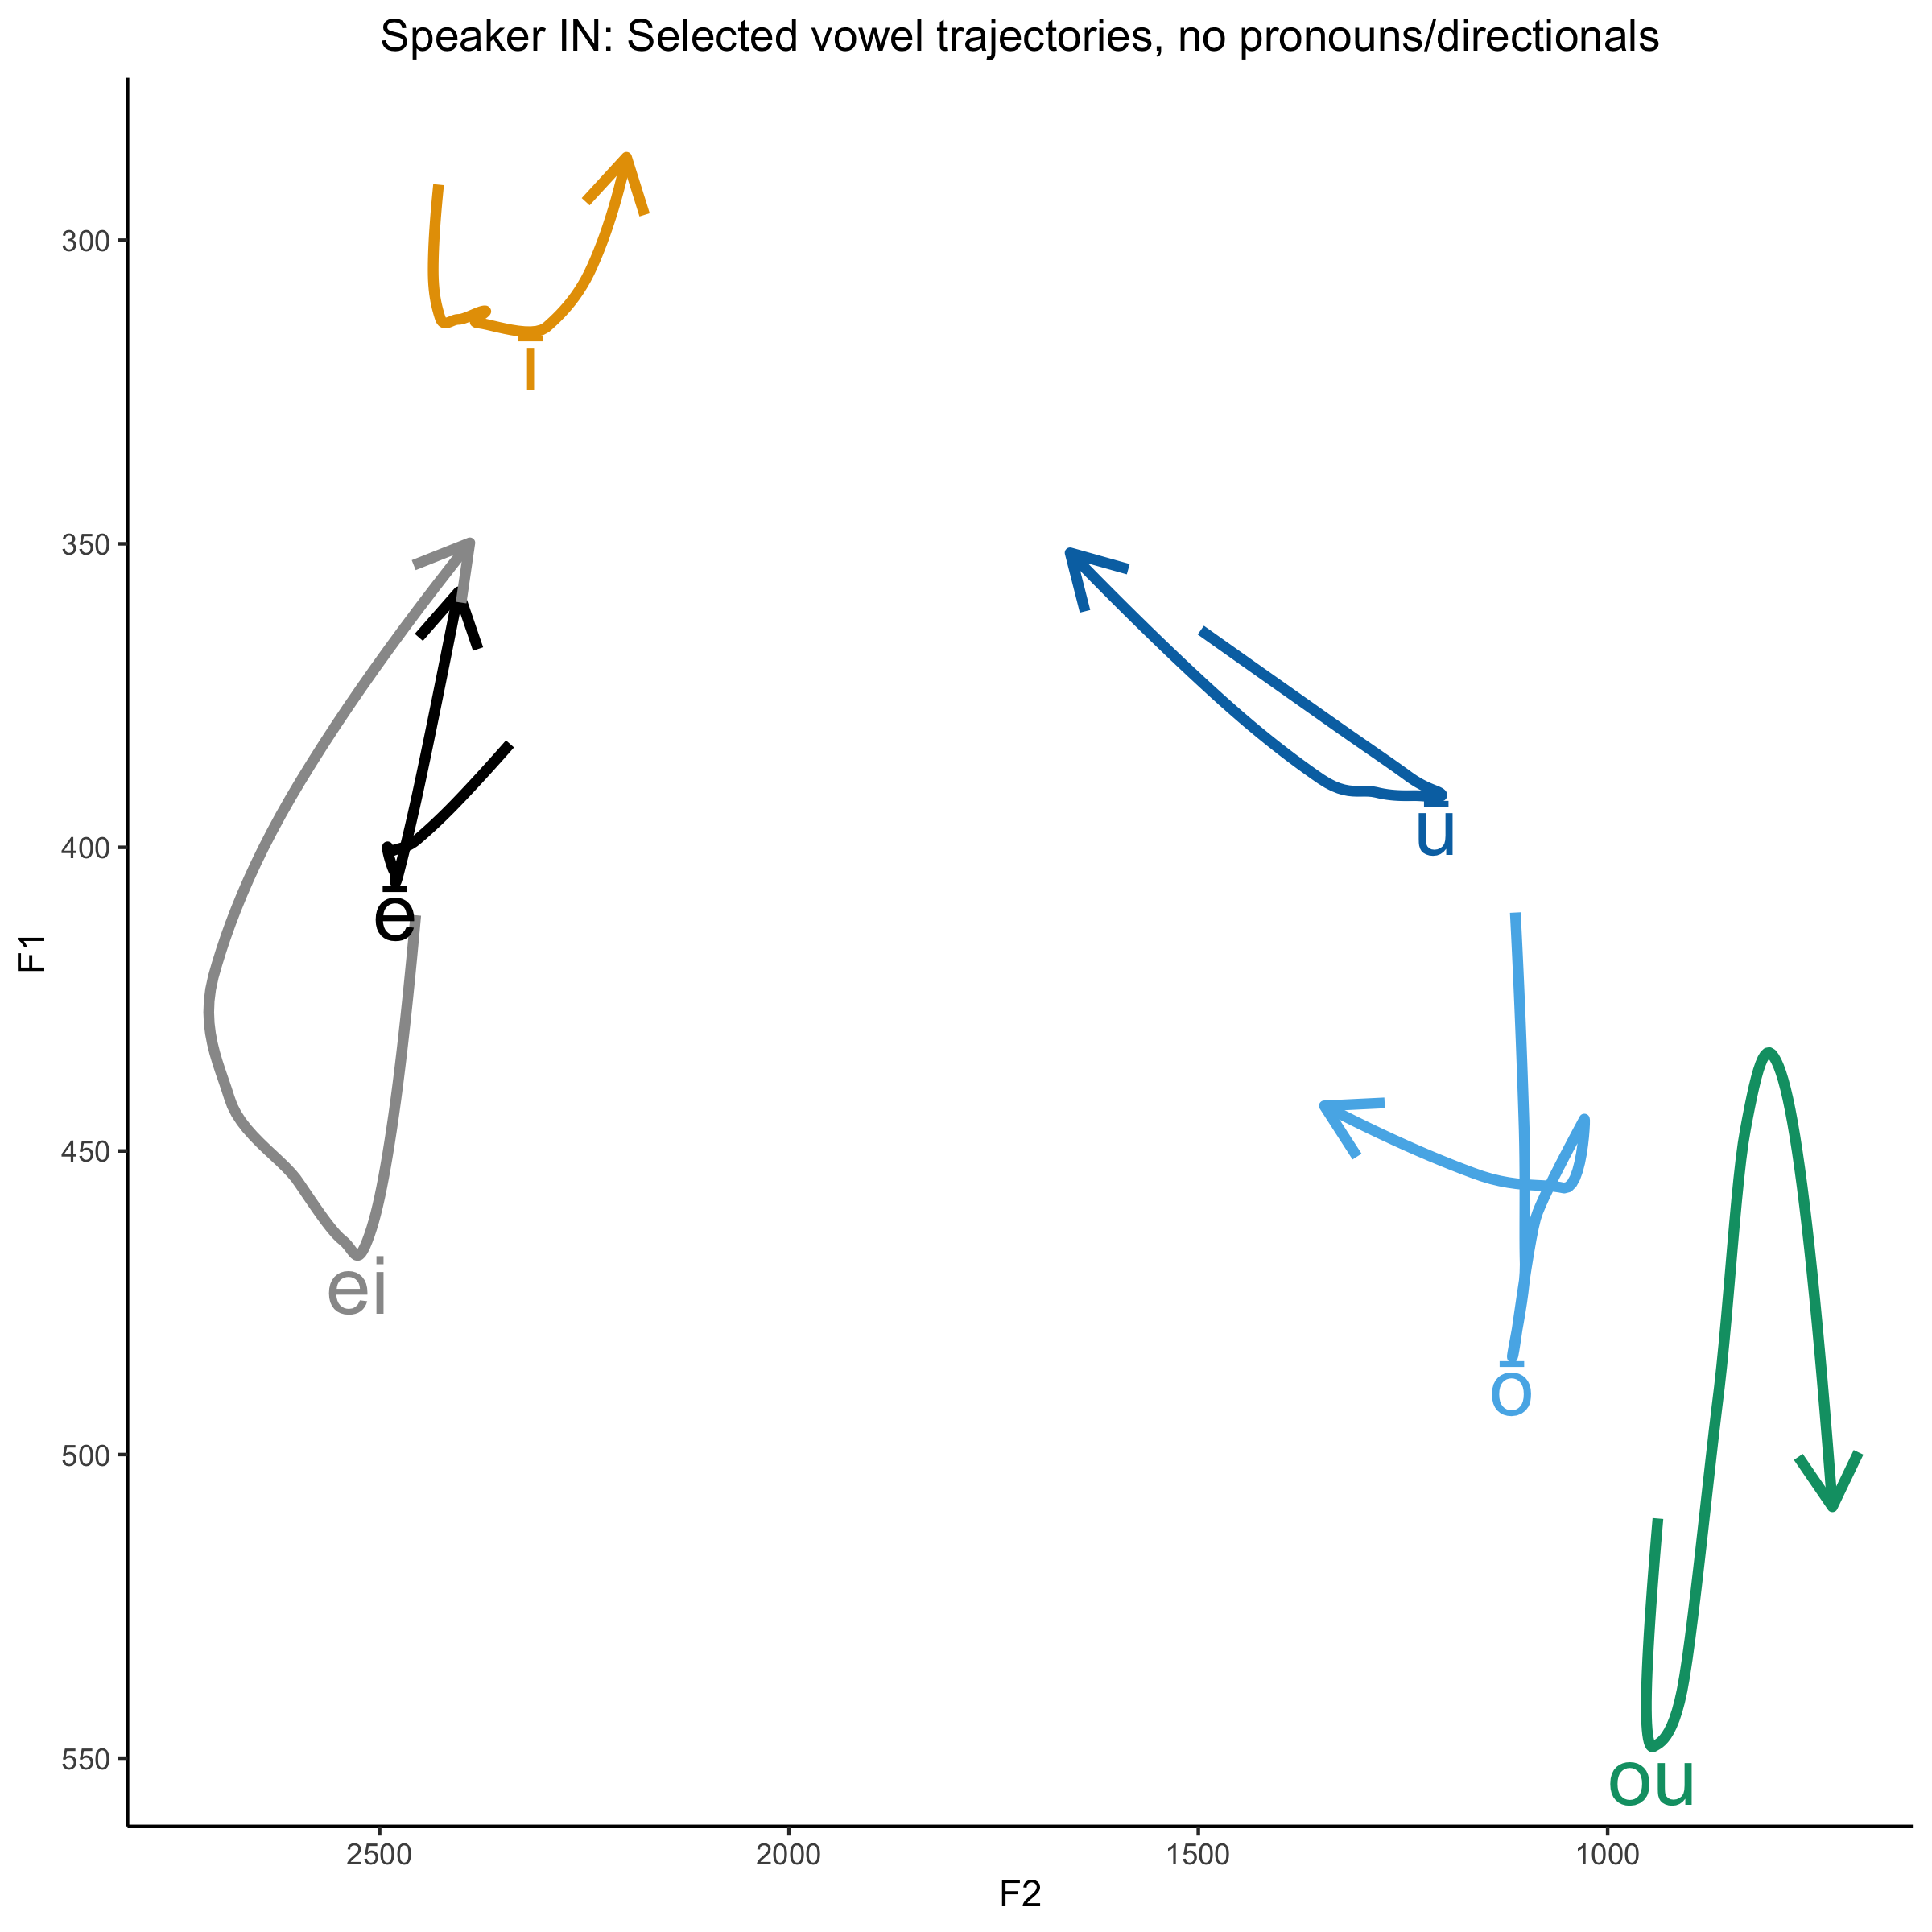 Speaker IN: Selected vowel trajectories, no pronouns/directionals
300
ī
350
ū
400
ē
F1
450
ei
ō
500
550
ou
2500 2000 1500 1000
F2